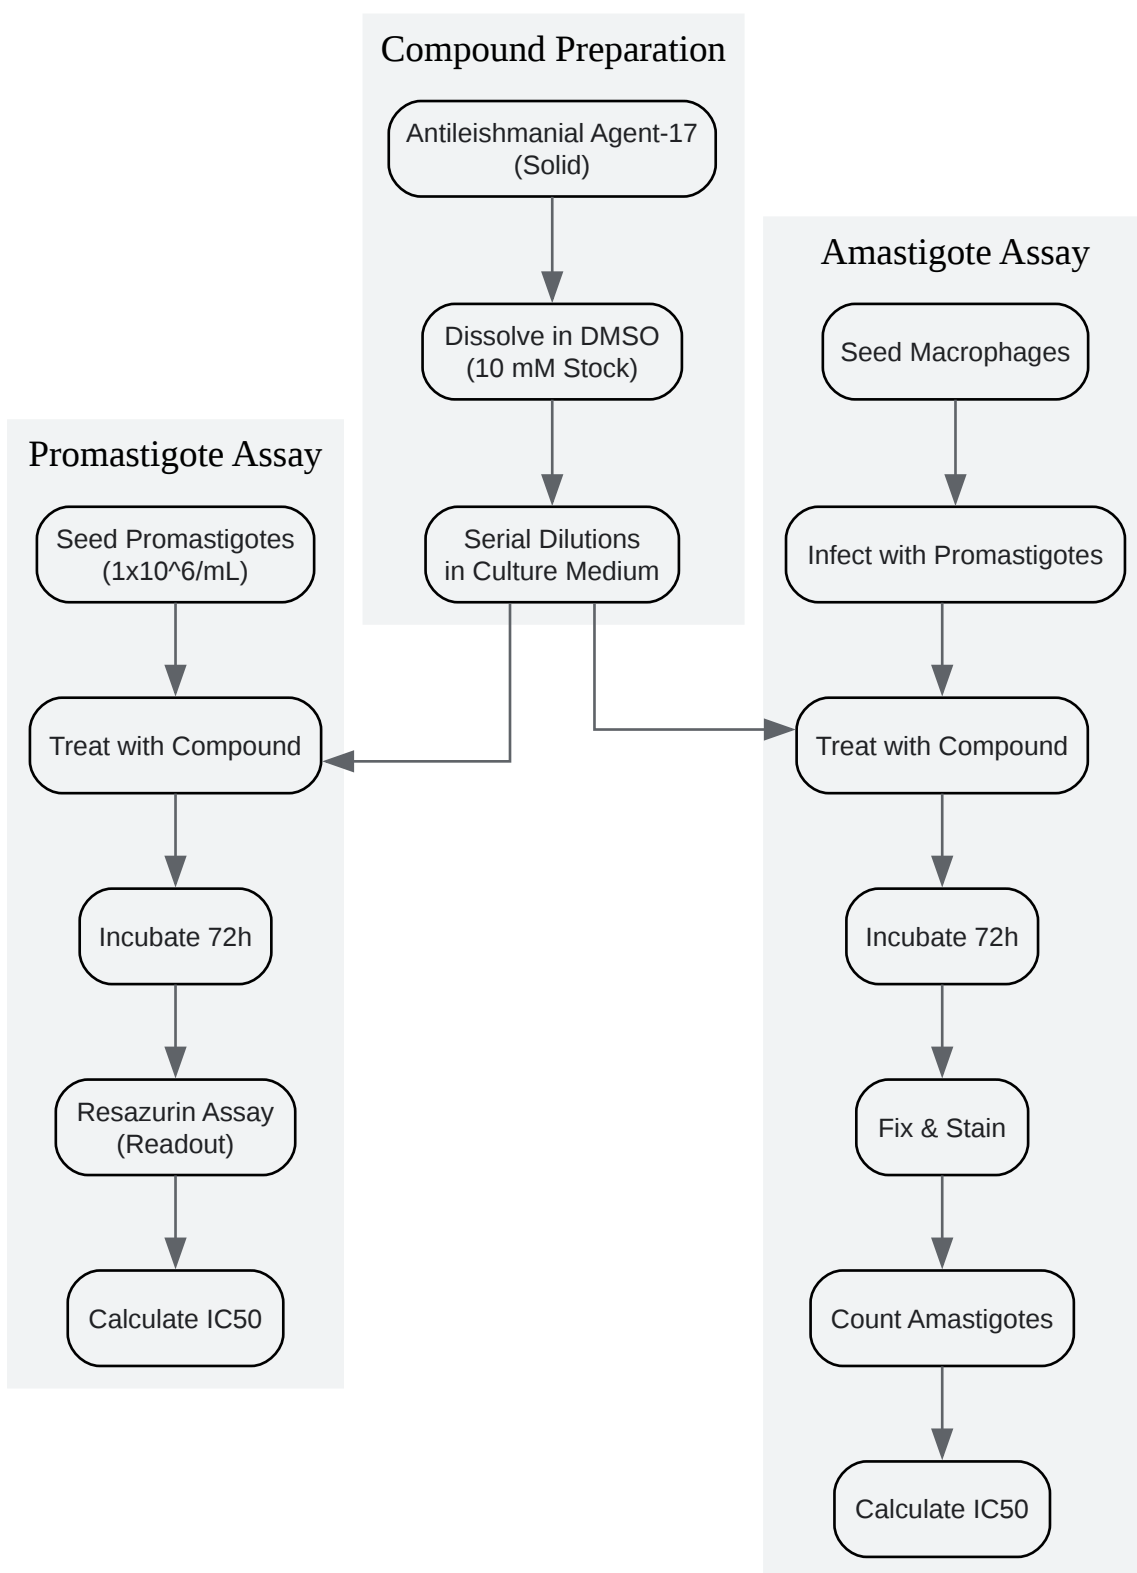 Compound Preparation
Antileishmanial Agent-17
(Solid)
Dissolve in DMSO
(10 mM Stock)
Serial Dilutions
in Culture Medium
Promastigote Assay
Seed Promastigotes
(1x10^6/mL)
Treat with Compound
Incubate 72h
Resazurin Assay
(Readout)
Calculate IC50
Amastigote Assay
Seed Macrophages
Infect with Promastigotes
Treat with Compound
Incubate 72h
Fix & Stain
Count Amastigotes
Calculate IC50